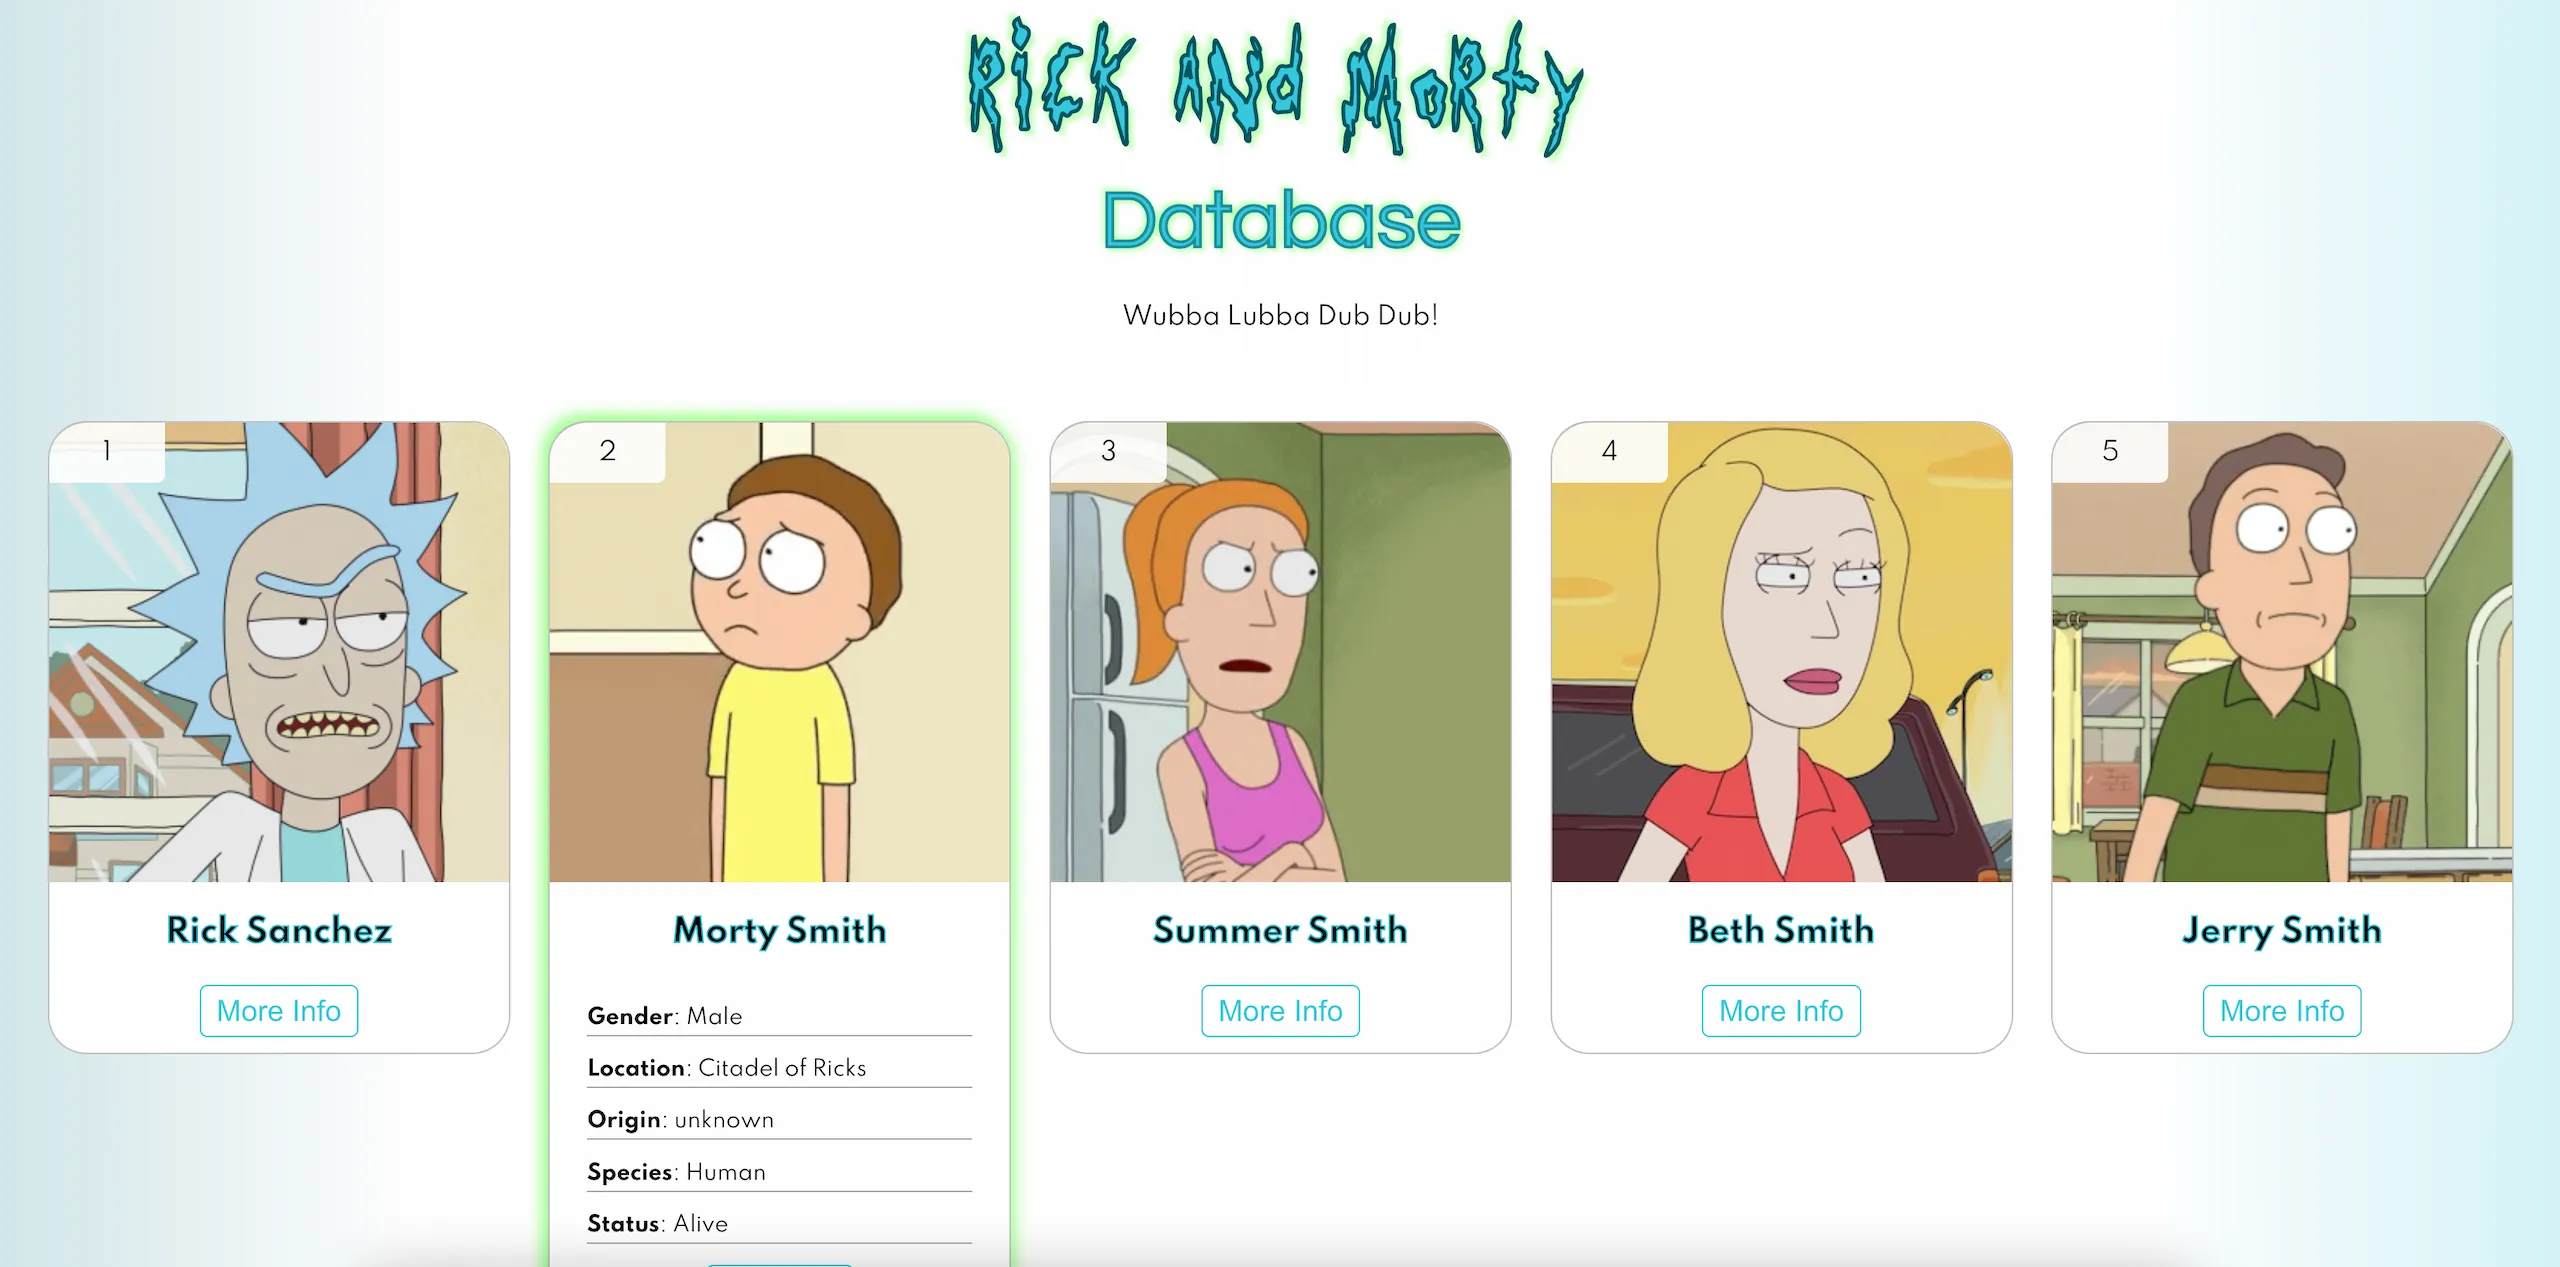 Rick and Morty
Database
Wubba Lubba Dub Dub!
1
2
3
4
5
Rick Sanchez
Morty Smith
Summer Smith
Beth Smith
Jerry Smith
More Info
Gender: Male
Location: Citadel of Ricks
Origin: unknown
Species: Human
Status: Alive
More Info
More Info
More Info